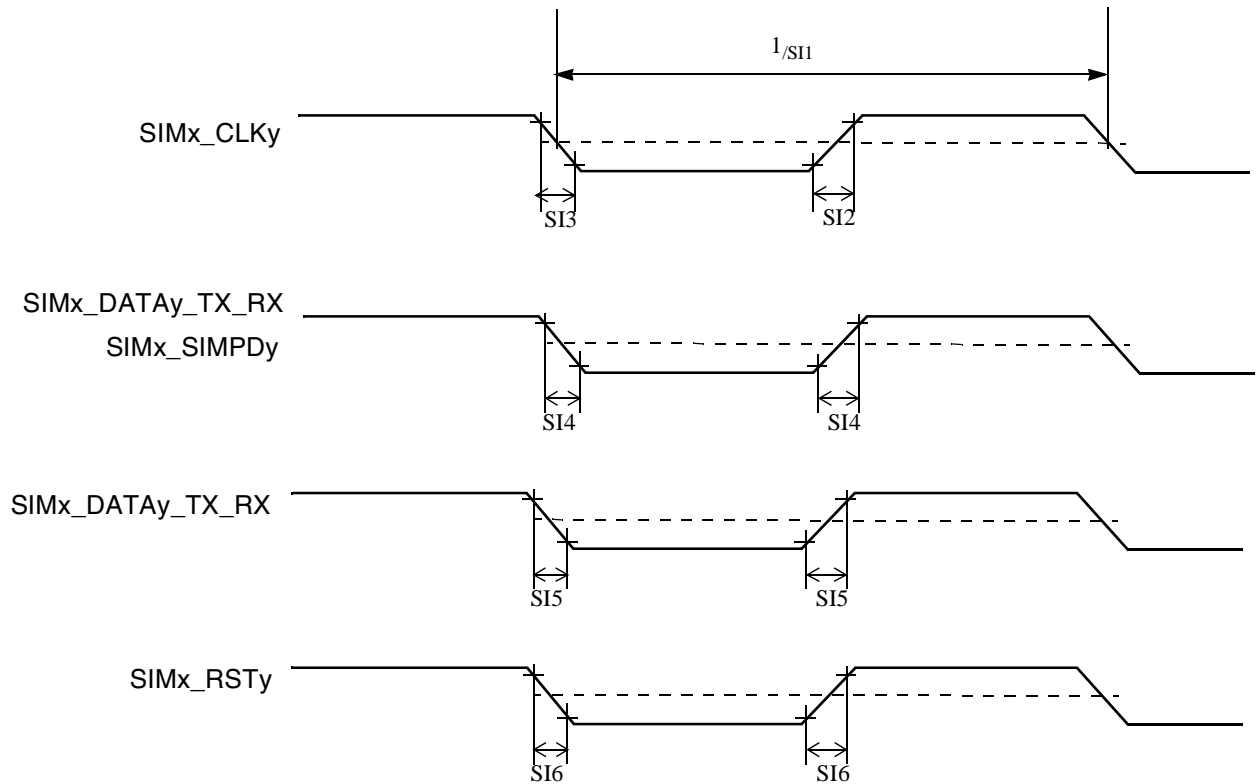 1/SI1
SIMx_CLKy
SI3
SI2
SIMx_DATAy_TX_RX
SIMx_SIMPDy
SI4
SI4
SIMx_DATAy_TX_RX
SI5
SI5
SIMx_RSTy
SI6
SI6